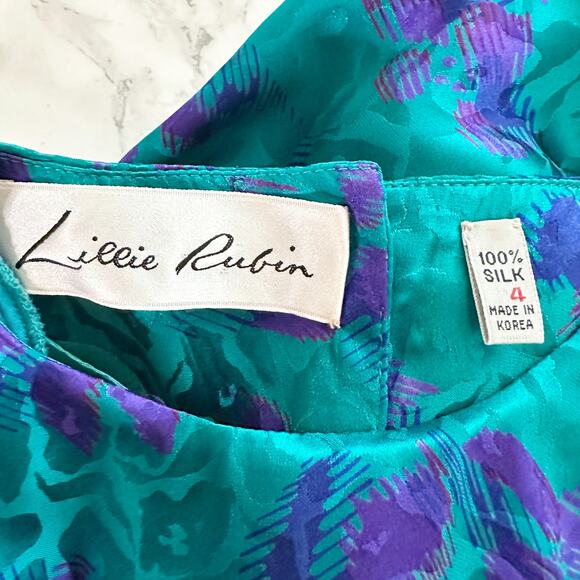 Lillie Rubin
100%
SILK
4
MADE IN
KOREA